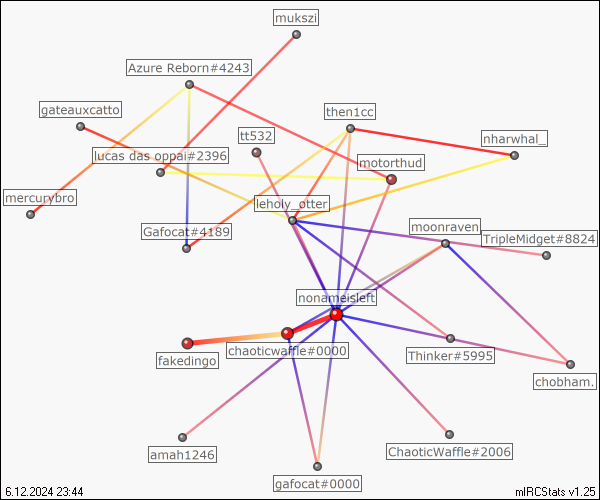 mukszi
Azure Reborn#4243
gateauxcatto
then1cc
tt532
nharwhal_
lucas das oppai#2396
motorthud
mercurybro
leholy_otter
Gafocat#4189
moonraven
TripleMidget#8824
nonameisleft
chaoticwaffle#0000
fakedingo
Thinker#5995
chobham.
amah1246
ChaoticWaffle#2006
gafocat#0000
6.12.2024 23:44
mIRCStats v1.25